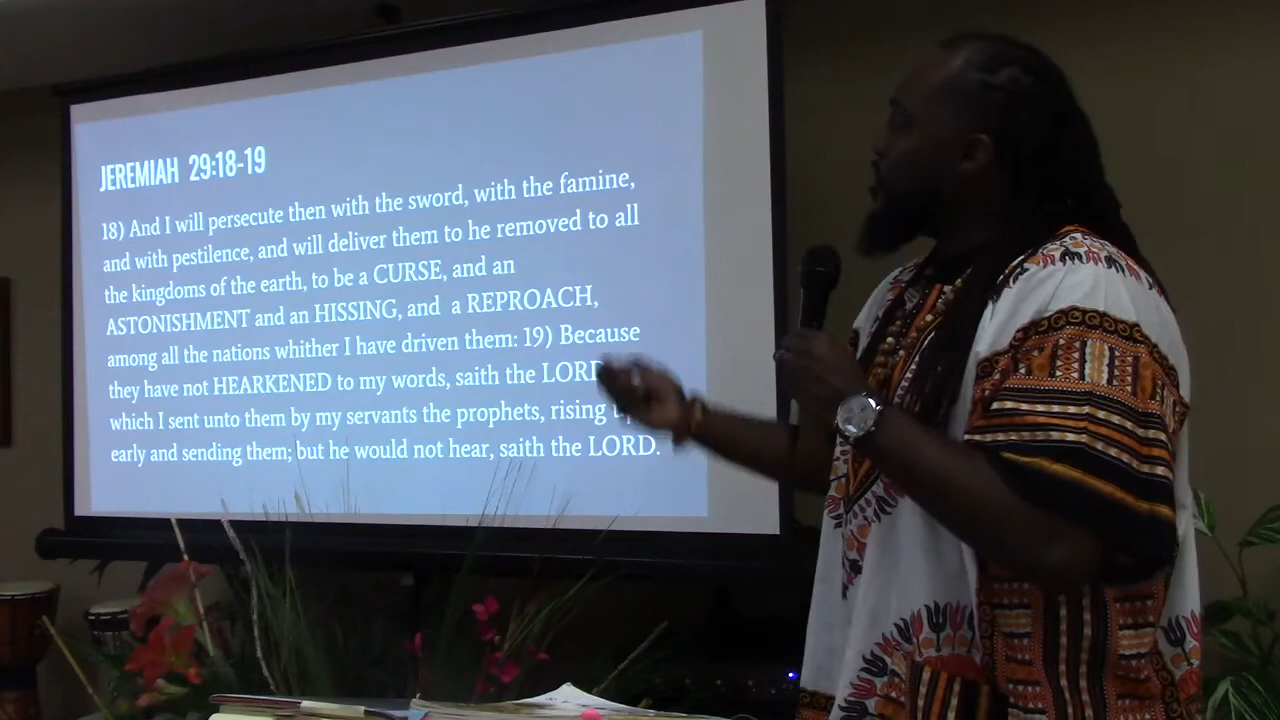 JEREMIAH 29:18-19
18) And I will persecute then with the sword, with the famine,
and with pestilence, and will deliver them to he removed to all
the kingdoms of the earth, to be a CURSE, and an
ASTONISHMENT and an HISSING, and a REPROACH,
among all the nations whither I have driven them: 19) Because
they have not HEARKENED to my words, saith the LORD
which I sent unto them by my servants the prophets, rising
early and sending them; but he would not hear, saith the LORD.